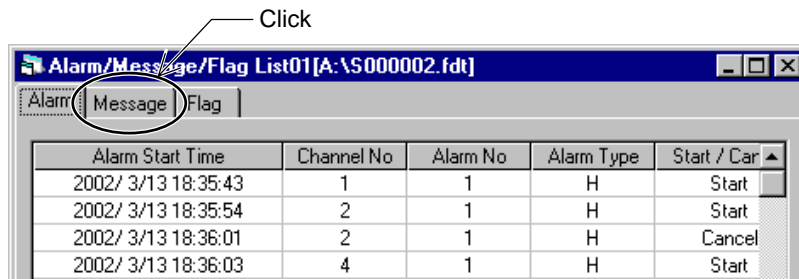 Click
Alarm/Message/Flag List01[A:\S000002.fdt]
Alarm Message Flag
Alarm Start Time Channel No Alarm No Alarm Type Start / Can
2002/ 3/13 18:35:43 1 1 H Start
2002/ 3/13 18:35:54 2 1 H Start
2002/ 3/13 18:36:01 2 1 H Cancel
2002/ 3/13 18:36:03 4 1 H Start